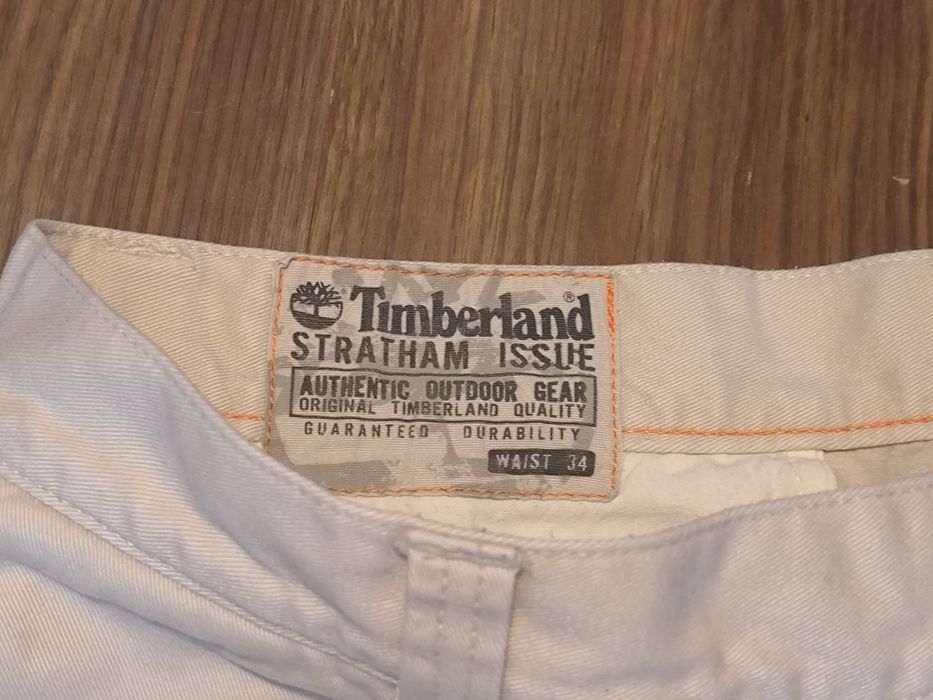 Timberland®
STRATHAM ISSUE
AUTHENTIC OUTDOOR GEAR
ORIGINAL TIMBERLAND QUALITY
GUARANTEED DURABILITY
WAIST 34